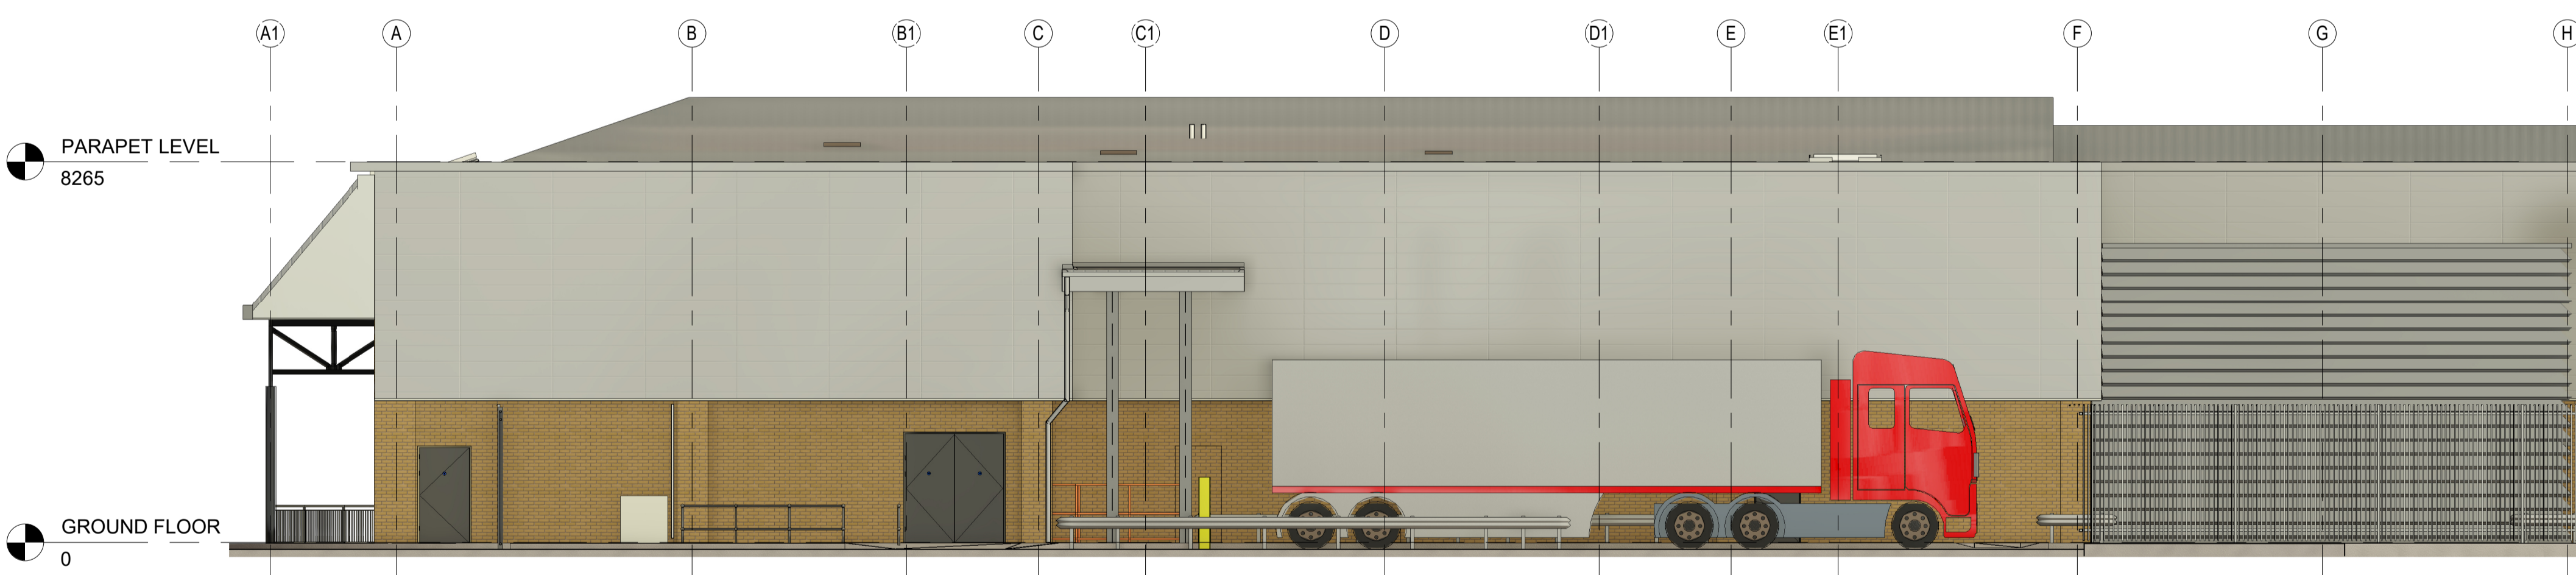 A1 A B B1 C C1 D D1 E E1 F G H
PARAPET LEVEL
8265
GROUND FLOOR
0